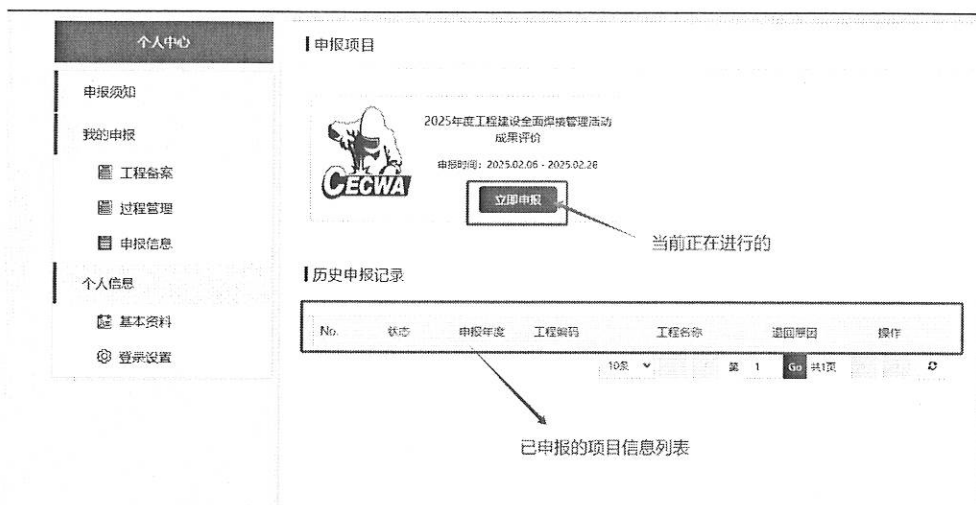 个人中心
申报须知
我的申报
工程备案
过程管理
申报信息
个人信息
基本资料
登录设置
申报项目
CECWA
2025年度工程建设全面焊接管理活动
成果评价
申报时间：2025.02.06 - 2025.02.26
立即申报
当前正在进行的
历史申报记录
No. 状态 申报年度 工程编码 工程名称 退回原因 操作
10条 第 1 Go 共1页
已申报的项目信息列表